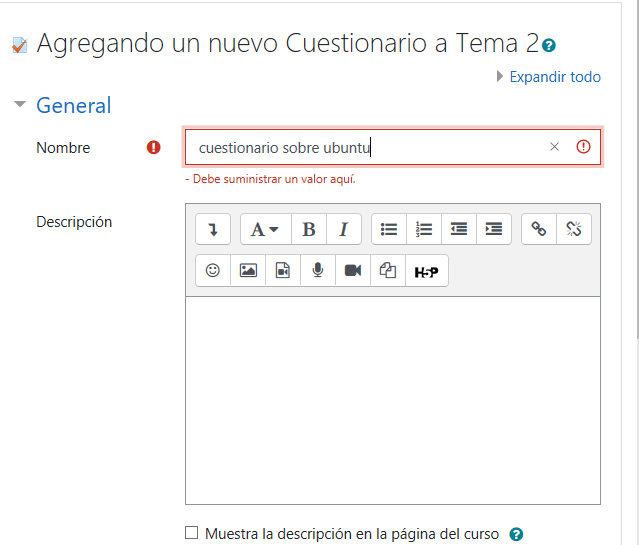 Agregando un nuevo Cuestionario a Tema 2
Expandir todo
General
Nombre
cuestionario sobre ubuntu
- Debe suministrar un valor aquí.
Descripción
A B I
H5P
Muestra la descripción en la página del curso